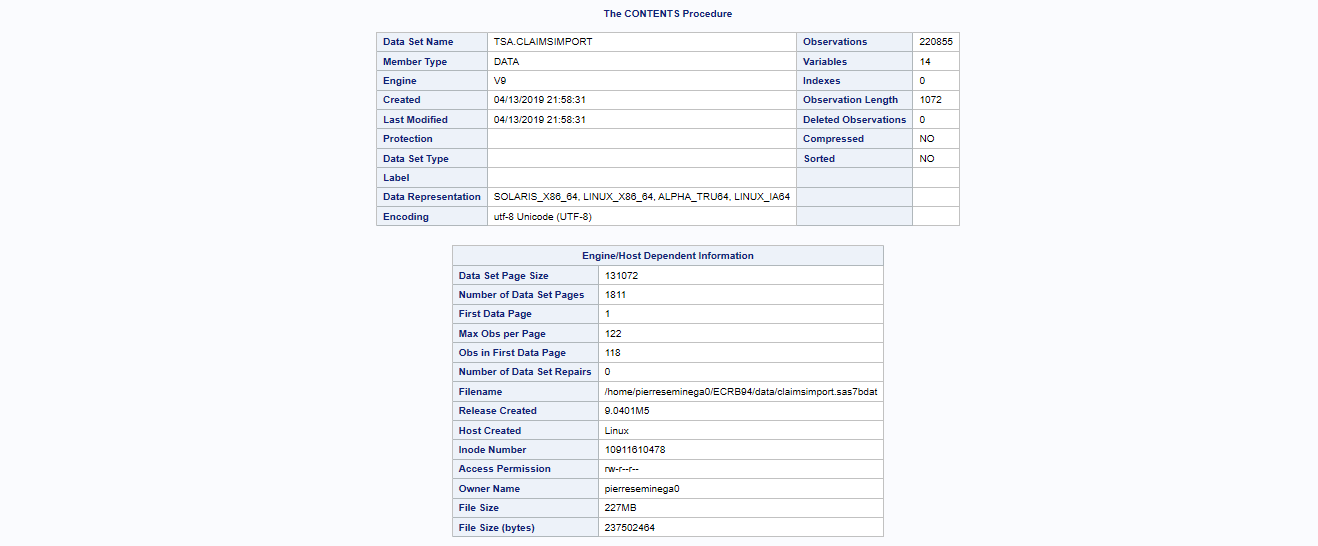 The CONTENTS Procedure
Data Set Name TSA.CLAIMSIMPORT Observations 220855
Member Type DATA Variables 14
Engine V9 Indexes 0
Created 04/13/2019 21:58:31 Observation Length 1072
Last Modified 04/13/2019 21:58:31 Deleted Observations 0
Protection Compressed NO
Data Set Type Sorted NO
Label
Data Representation SOLARIS_X86_64, LINUX_X86_64, ALPHA_TRU64, LINUX_IA64
Encoding utf-8 Unicode (UTF-8)
Engine/Host Dependent Information
Data Set Page Size 131072
Number of Data Set Pages 1811
First Data Page 1
Max Obs per Page 122
Obs in First Data Page 118
Number of Data Set Repairs 0
Filename /home/pierreseminega0/ECRB94/data/claimsimport.sas7bdat
Release Created 9.0401M5
Host Created Linux
Inode Number 10911610478
Access Permission rw-r--r--
Owner Name pierreseminega0
File Size 227MB
File Size (bytes) 237502464